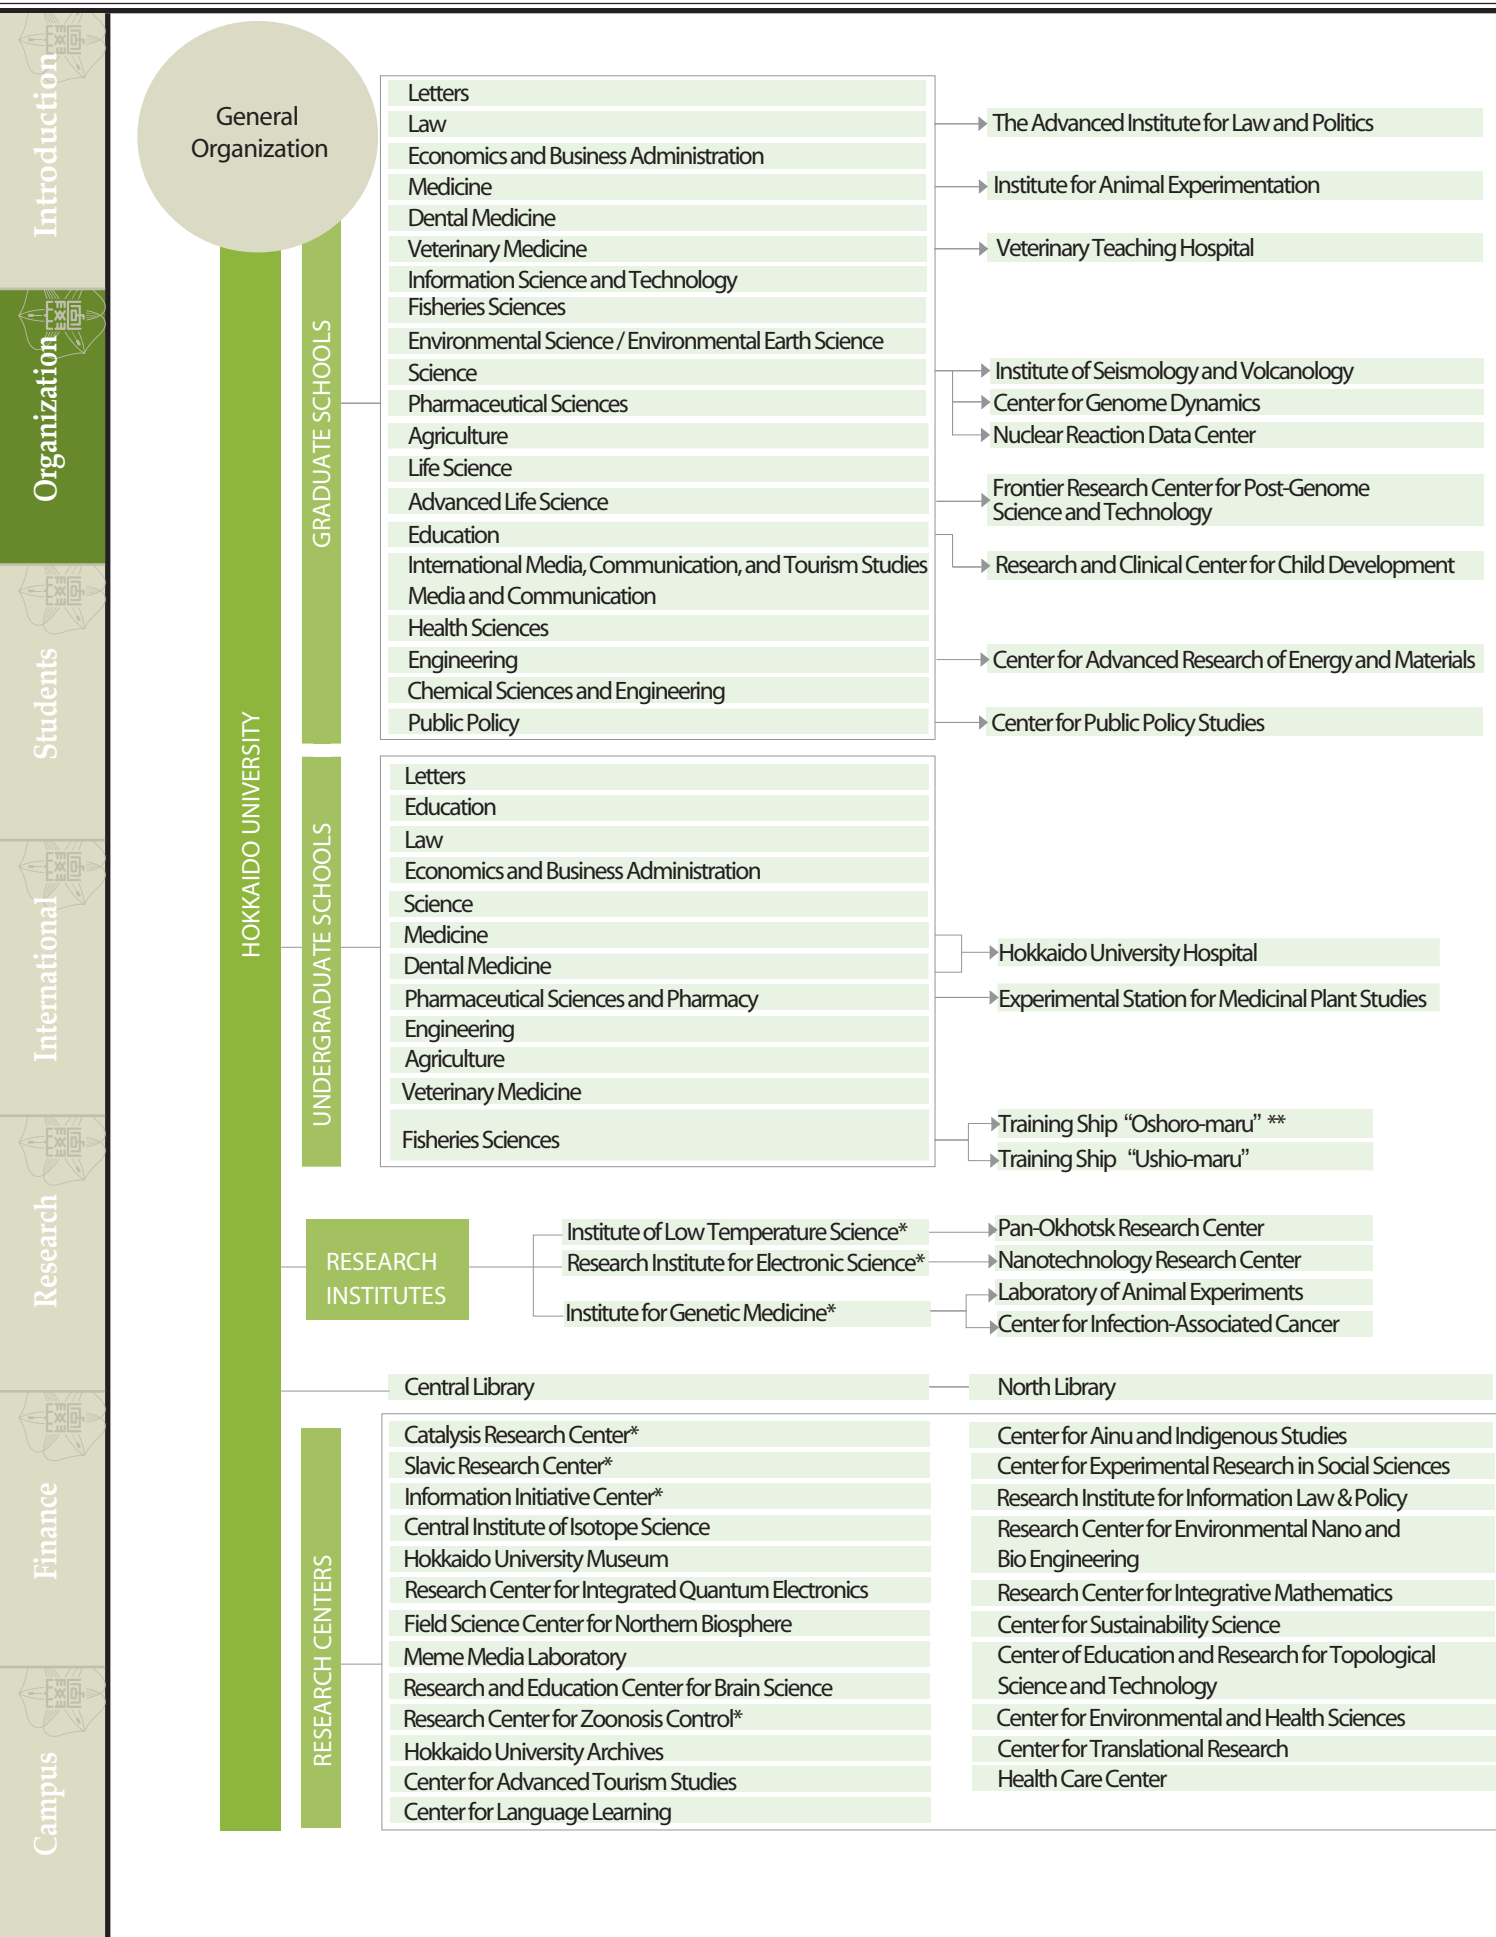 Introduction
Organization
Students
International
Research
Finance
Campus
General
Organization
HOKKAIDO UNIVERSITY
GRADUATE SCHOOLS
Letters
Law
The Advanced Institute for Law and Politics
Economics and Business Administration
Medicine
Institute for Animal Experimentation
Dental Medicine
Veterinary Medicine
Veterinary Teaching Hospital
Information Science and Technology
Fisheries Sciences
Environmental Science / Environmental Earth Science
Science
Institute of Seismology and Volcanology
Pharmaceutical Sciences
Center for Genome Dynamics
Agriculture
Nuclear Reaction Data Center
Life Science
Advanced Life Science
Frontier Research Center for Post-Genome
Science and Technology
Education
International Media, Communication, and Tourism Studies
Research and Clinical Center for Child Development
Media and Communication
Health Sciences
Engineering
Center for Advanced Research of Energy and Materials
Chemical Sciences and Engineering
Public Policy
Center for Public Policy Studies
UNDERGRADUATE SCHOOLS
Letters
Education
Law
Economics and Business Administration
Science
Medicine
Dental Medicine
Hokkaido University Hospital
Pharmaceutical Sciences and Pharmacy
Experimental Station for Medicinal Plant Studies
Engineering
Agriculture
Veterinary Medicine
Fisheries Sciences
Training Ship “Oshoro-maru” **
Training Ship “Ushio-maru”
RESEARCH
INSTITUTES
Institute of Low Temperature Science*
Pan-Okhotsk Research Center
Research Institute for Electronic Science*
Nanotechnology Research Center
Institute for Genetic Medicine*
Laboratory of Animal Experiments
Center for Infection-Associated Cancer
Central Library
North Library
RESEARCH CENTERS
Catalysis Research Center*
Slavic Research Center*
Information Initiative Center*
Central Institute of Isotope Science
Hokkaido University Museum
Research Center for Integrated Quantum Electronics
Field Science Center for Northern Biosphere
Meme Media Laboratory
Research and Education Center for Brain Science
Research Center for Zoonosis Control*
Hokkaido University Archives
Center for Advanced Tourism Studies
Center for Language Learning
Center for Ainu and Indigenous Studies
Center for Experimental Research in Social Sciences
Research Institute for Information Law & Policy
Research Center for Environmental Nano and
Bio Engineering
Research Center for Integrative Mathematics
Center for Sustainability Science
Center of Education and Research for Topological
Science and Technology
Center for Environmental and Health Sciences
Center for Translational Research
Health Care Center